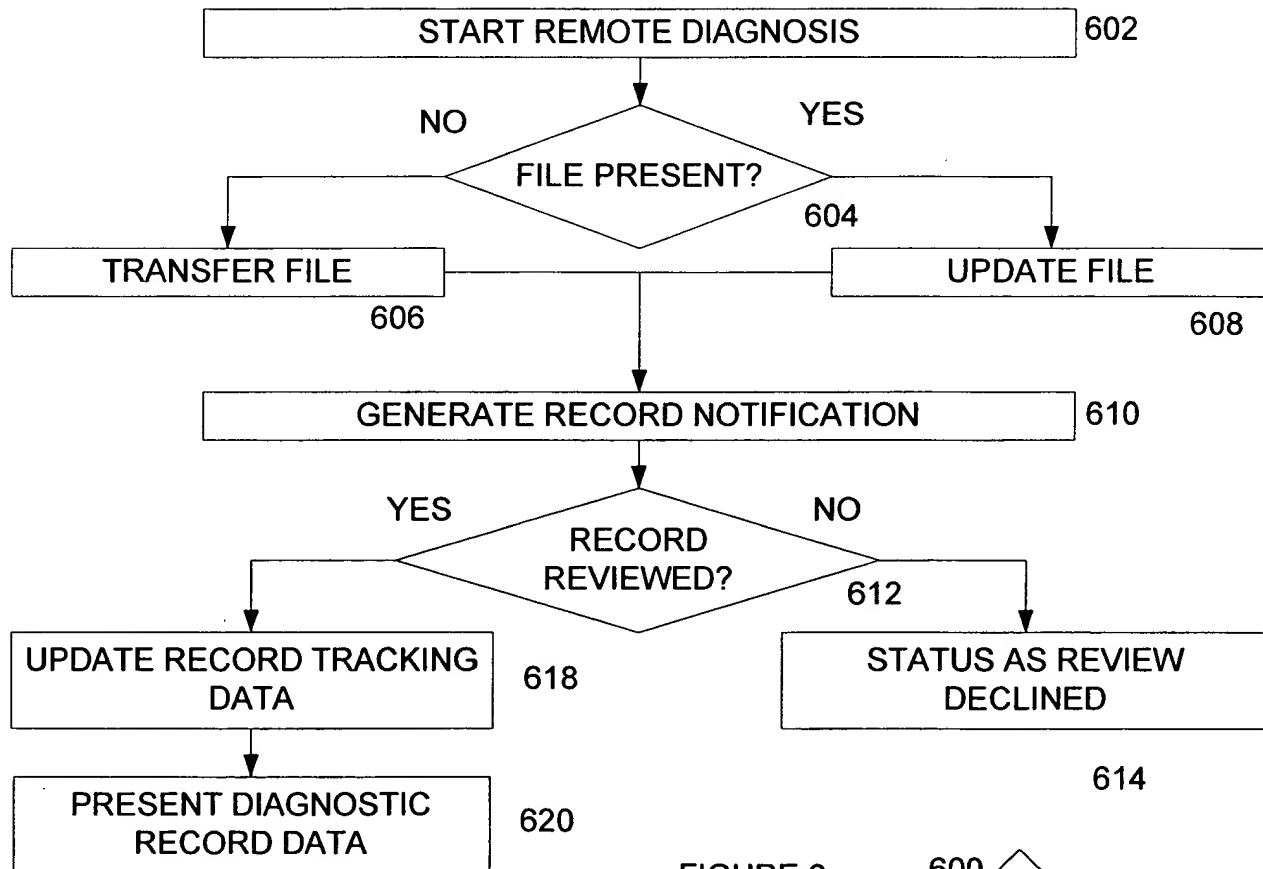 START REMOTE DIAGNOSIS
602
NO
YES
FILE PRESENT?
604
TRANSFER FILE
606
UPDATE FILE
608
GENERATE RECORD NOTIFICATION
610
YES
NO
RECORD
REVIEWED?
612
UPDATE RECORD TRACKING
DATA
618
STATUS AS REVIEW
DECLINED
614
PRESENT DIAGNOSTIC
RECORD DATA
620
FIGURE
600